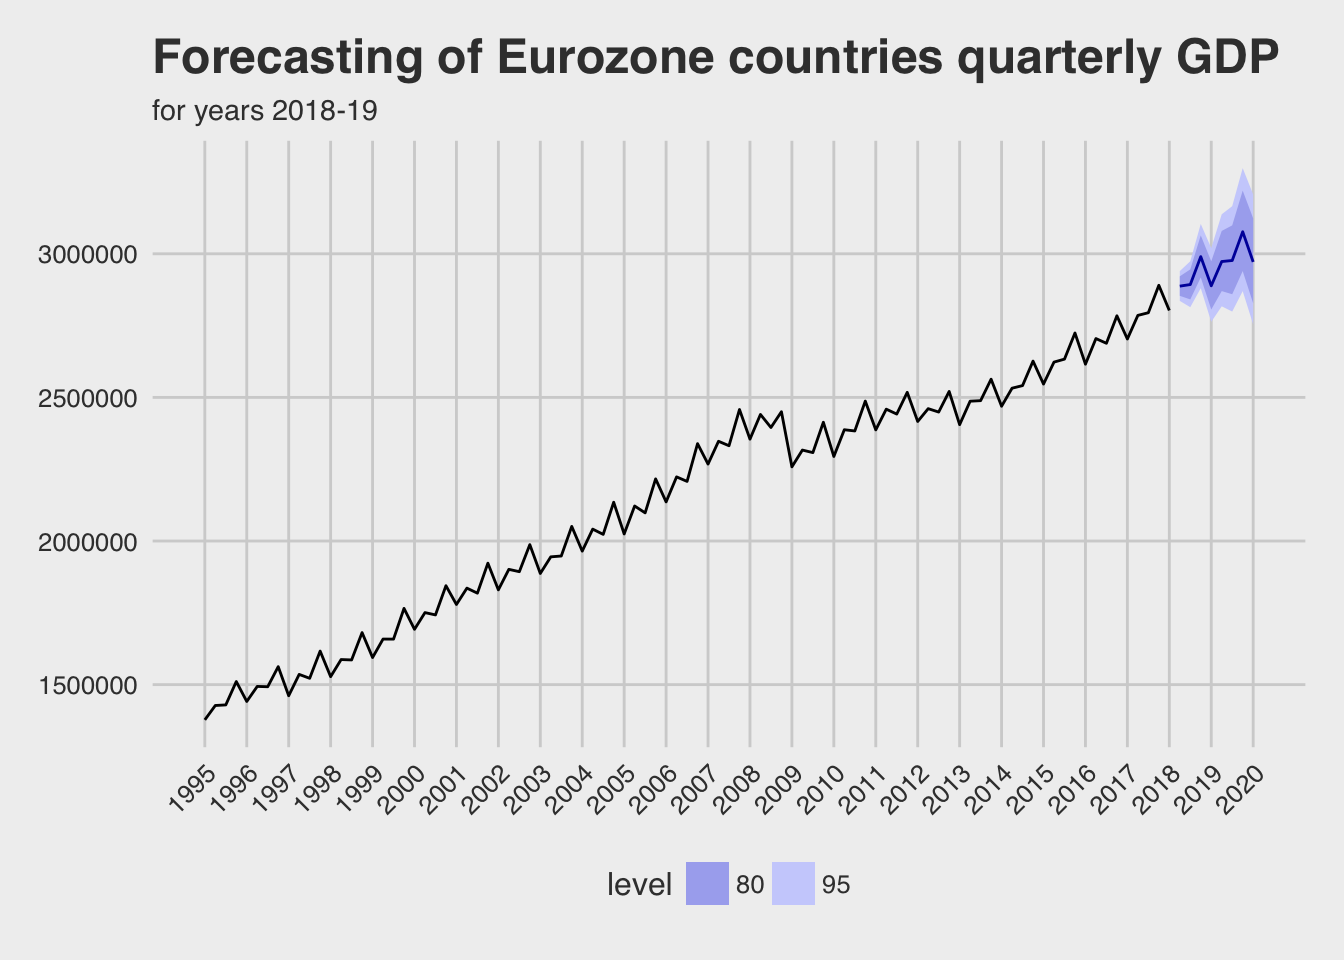 Forecasting of Eurozone countries quarterly GDP
for years 2018-19
3000000
2500000
2000000
1500000
1995 1996 1997 1998 1999 2000 2001 2002 2003 2004 2005 2006 2007 2008 2009 2010 2011 2012 2013 2014 2015 2016 2017 2018 2019 2020
level 80 95